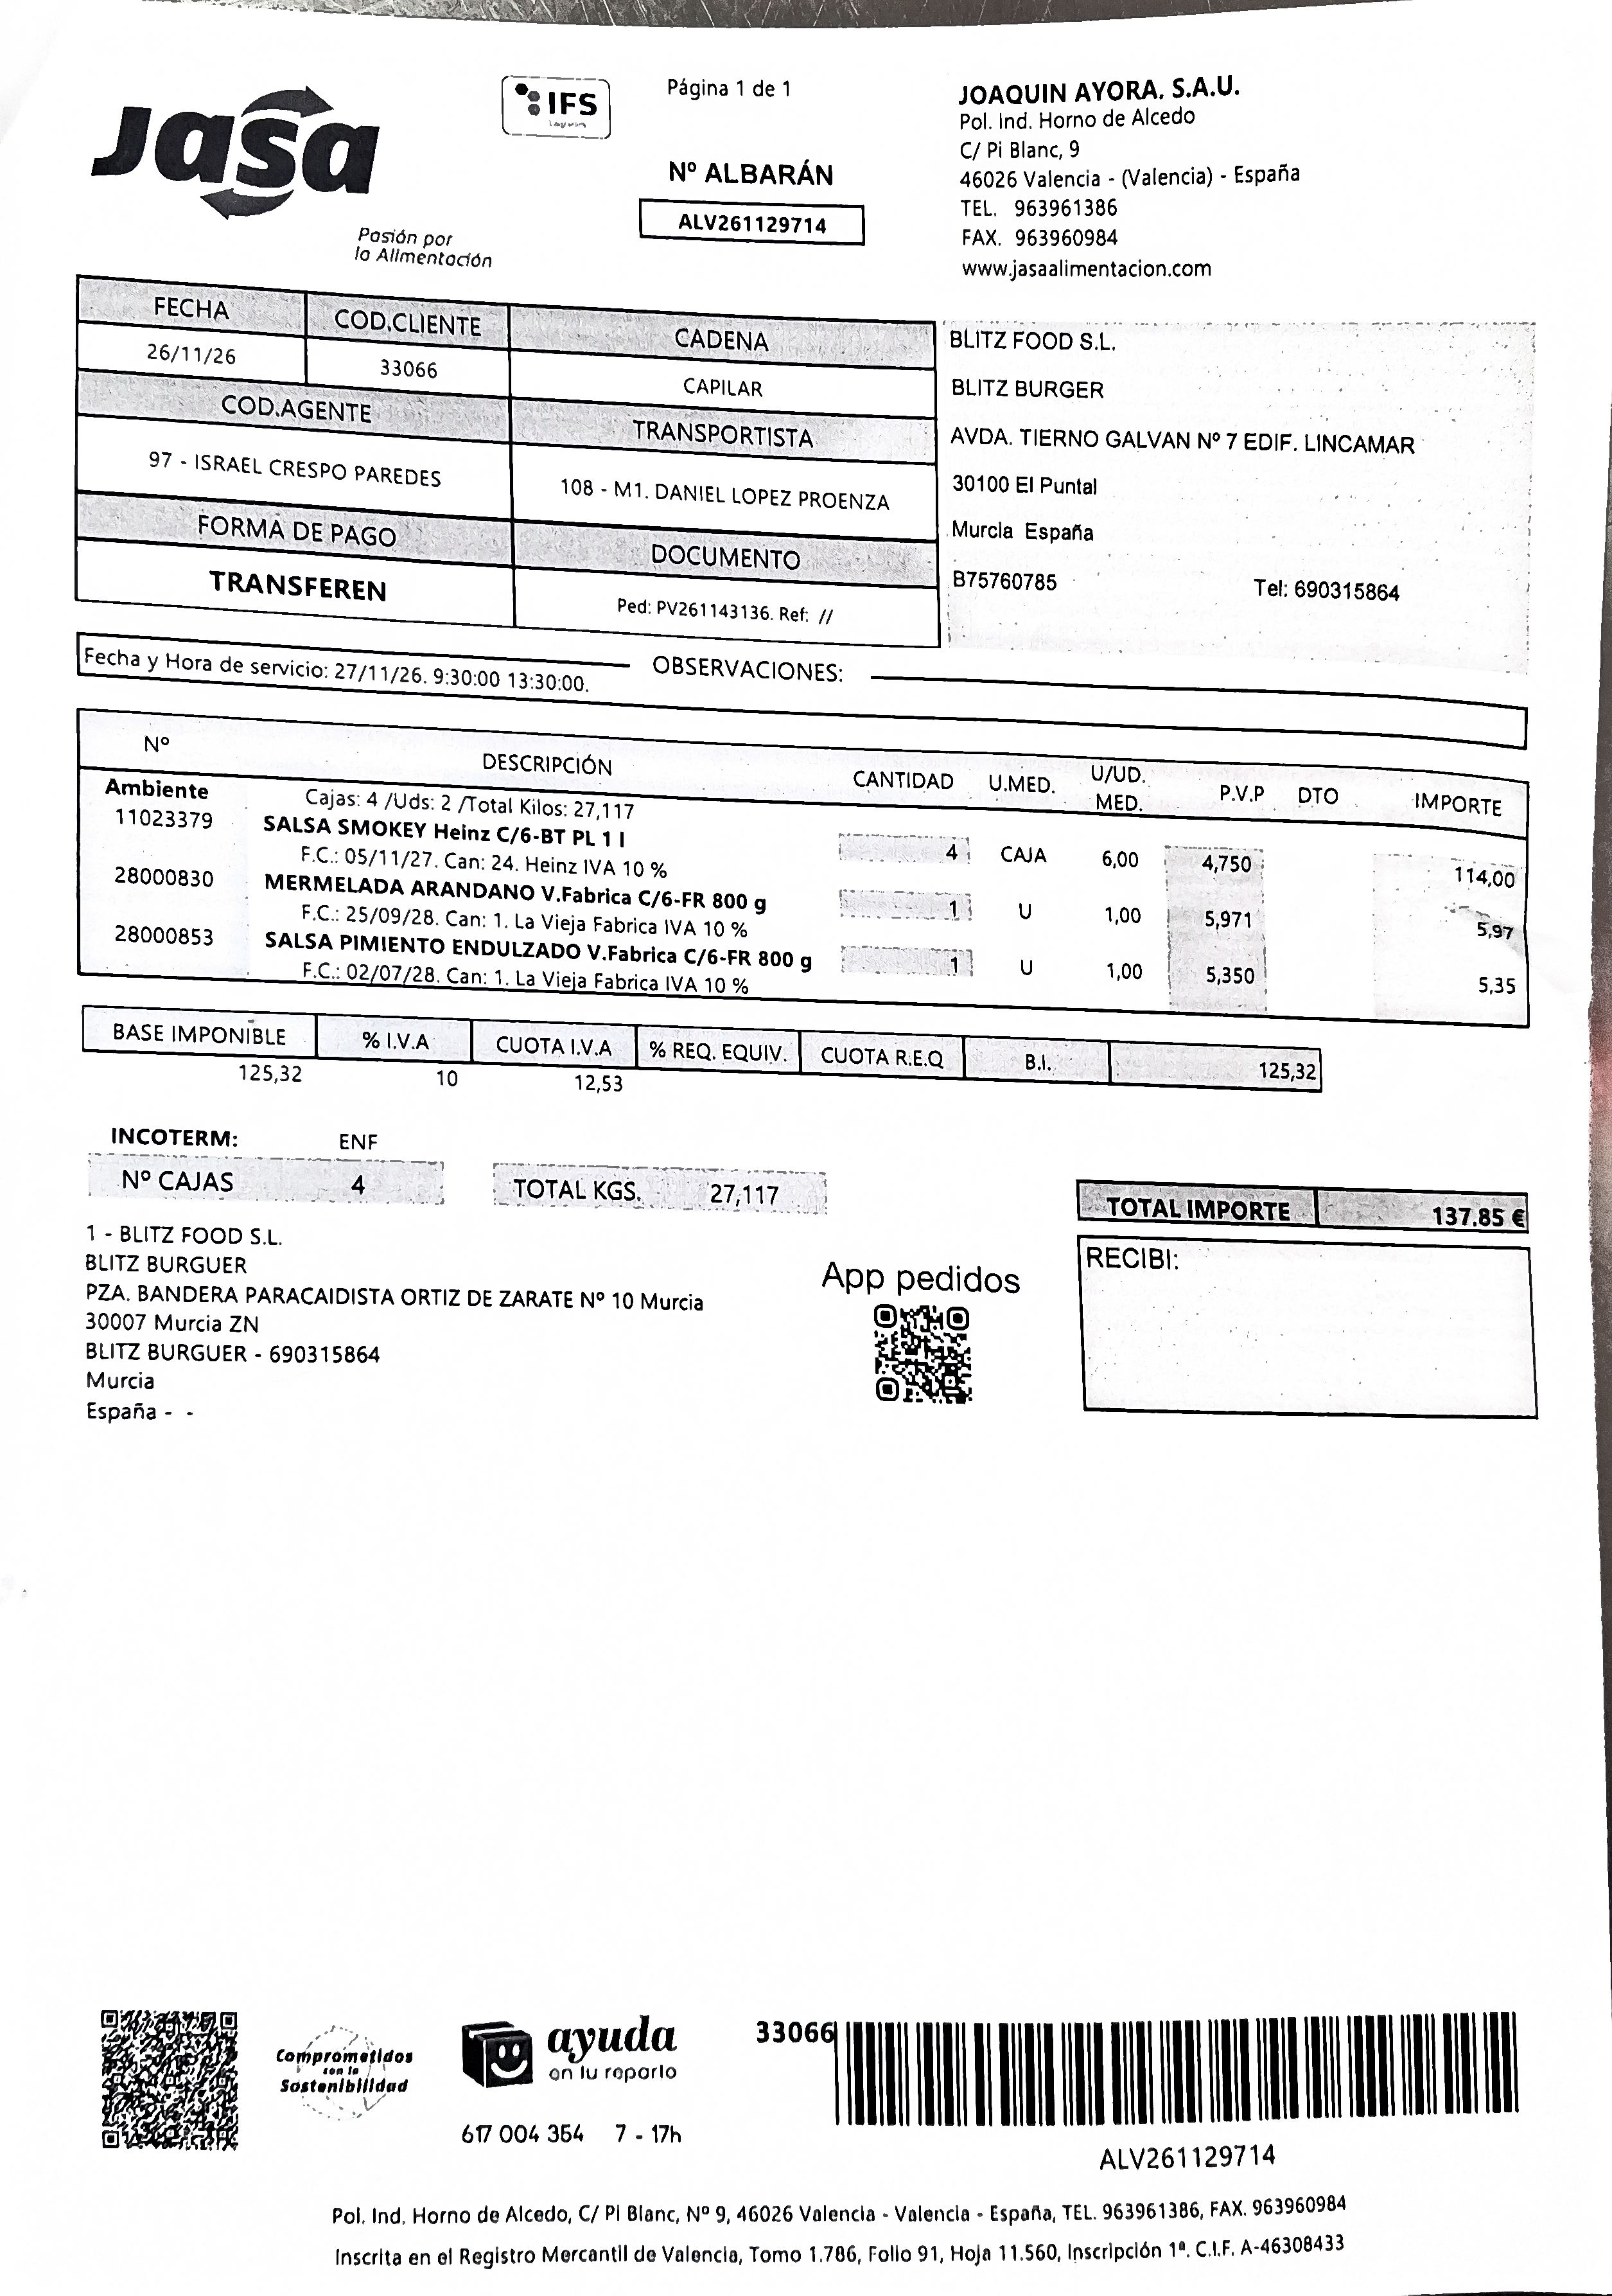 Jasa
Pasión por
la Alimentación
IFS
Página 1 de 1
Nº ALBARÁN
ALV261129714
JOAQUIN AYORA. S.A.U.
Pol. Ind. Horno de Alcedo
C/ Pi Blanc, 9
46026 Valencia - (Valencia) - España
TEL. 963961386
FAX. 963960984
www.jasaalimentacion.com
FECHA COD.CLIENTE CADENA
26/11/26 33066 CAPILAR
COD.AGENTE TRANSPORTISTA
97 - ISRAEL CRESPO PAREDES 108 - M1. DANIEL LOPEZ PROENZA
FORMA DE PAGO DOCUMENTO
TRANSFEREN Ped: PV261143136. Ref: //
BLITZ FOOD S.L.
BLITZ BURGER
AVDA. TIERNO GALVAN Nº 7 EDIF. LINCAMAR
30100 El Puntal
Murcia España
B75760785 Tel: 690315864
OBSERVACIONES:
Fecha y Hora de servicio: 27/11/26. 9:30:00 13:30:00.
Nº DESCRIPCIÓN CANTIDAD U.MED. U/UD. MED. P.V.P DTO IMPORTE
Ambiente Cajas: 4 /Uds: 2 /Total Kilos: 27,117
11023379 SALSA SMOKEY Heinz C/6-BT PL 1 l 4 CAJA 6,00 4,750 114,00
F.C.: 05/11/27. Can: 24. Heinz IVA 10 %
28000830 MERMELADA ARANDANO V.Fabrica C/6-FR 800 g 1 U 1,00 5,971 5,97
F.C.: 25/09/28. Can: 1. La Vieja Fabrica IVA 10 %
28000853 SALSA PIMIENTO ENDULZADO V.Fabrica C/6-FR 800 g 1 U 1,00 5,350 5,35
F.C.: 02/07/28. Can: 1. La Vieja Fabrica IVA 10 %
BASE IMPONIBLE % I.V.A CUOTA I.V.A % REQ. EQUIV. CUOTA R.E.Q B.I. 125,32
125,32 10 12,53
INCOTERM: ENF
Nº CAJAS 4 TOTAL KGS. 27,117
TOTAL IMPORTE 137.85 €
RECIBI:
1 - BLITZ FOOD S.L.
BLITZ BURGUER
PZA. BANDERA PARACAIDISTA ORTIZ DE ZARATE Nº 10 Murcia
30007 Murcia ZN
BLITZ BURGUER - 690315864
Murcia
España - -
App pedidos
Comprometidos
con la
Sostenibilidad
ayuda
en tu reparto
617 004 354 7 - 17h
33066
ALV261129714
Pol. Ind. Horno de Alcedo, C/ Pi Blanc, Nº 9, 46026 Valencia - Valencia - España, TEL. 963961386, FAX. 963960984
Inscrita en el Registro Mercantil de Valencia, Tomo 1.786, Folio 91, Hoja 11.560, Inscripción 1ª. C.I.F. A-46308433